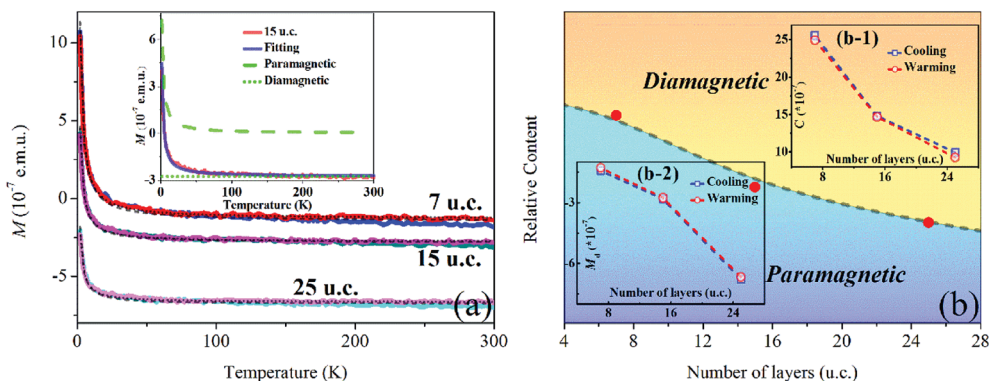 10
5
0
-5
M (10⁻⁷ e.m.u.)
0
100
200
300
Temperature (K)
7 u.c.
15 u.c.
25 u.c.
(a)
6
3
0
-3
M (10⁻⁷ e.m.u.)
15 u.c.
Fitting
Paramagnetic
Diamagnetic
0
100
200
300
Temperature (K)
Relative Content
Diamagnetic
Paramagnetic
(b-1)
Cooling
Warming
25
20
15
10
C (*10⁻⁷)
Number of layers (u.c.)
8
16
24
(b-2)
Cooling
Warming
-3
-6
M_d (*10⁻⁷)
Number of layers (u.c.)
8
16
24
(b)
4
8
12
16
20
24
28
Number of layers (u.c.)